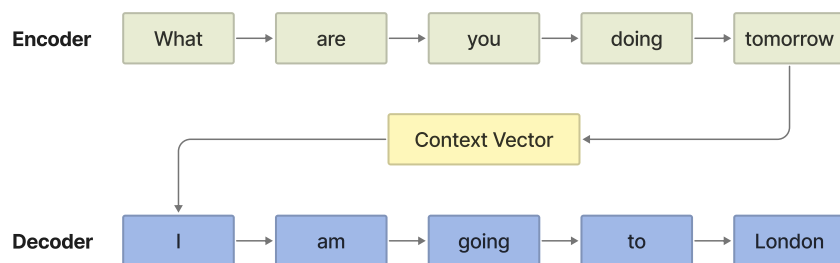 Encoder What are you doing tomorrow
Context Vector
Decoder I am going to London